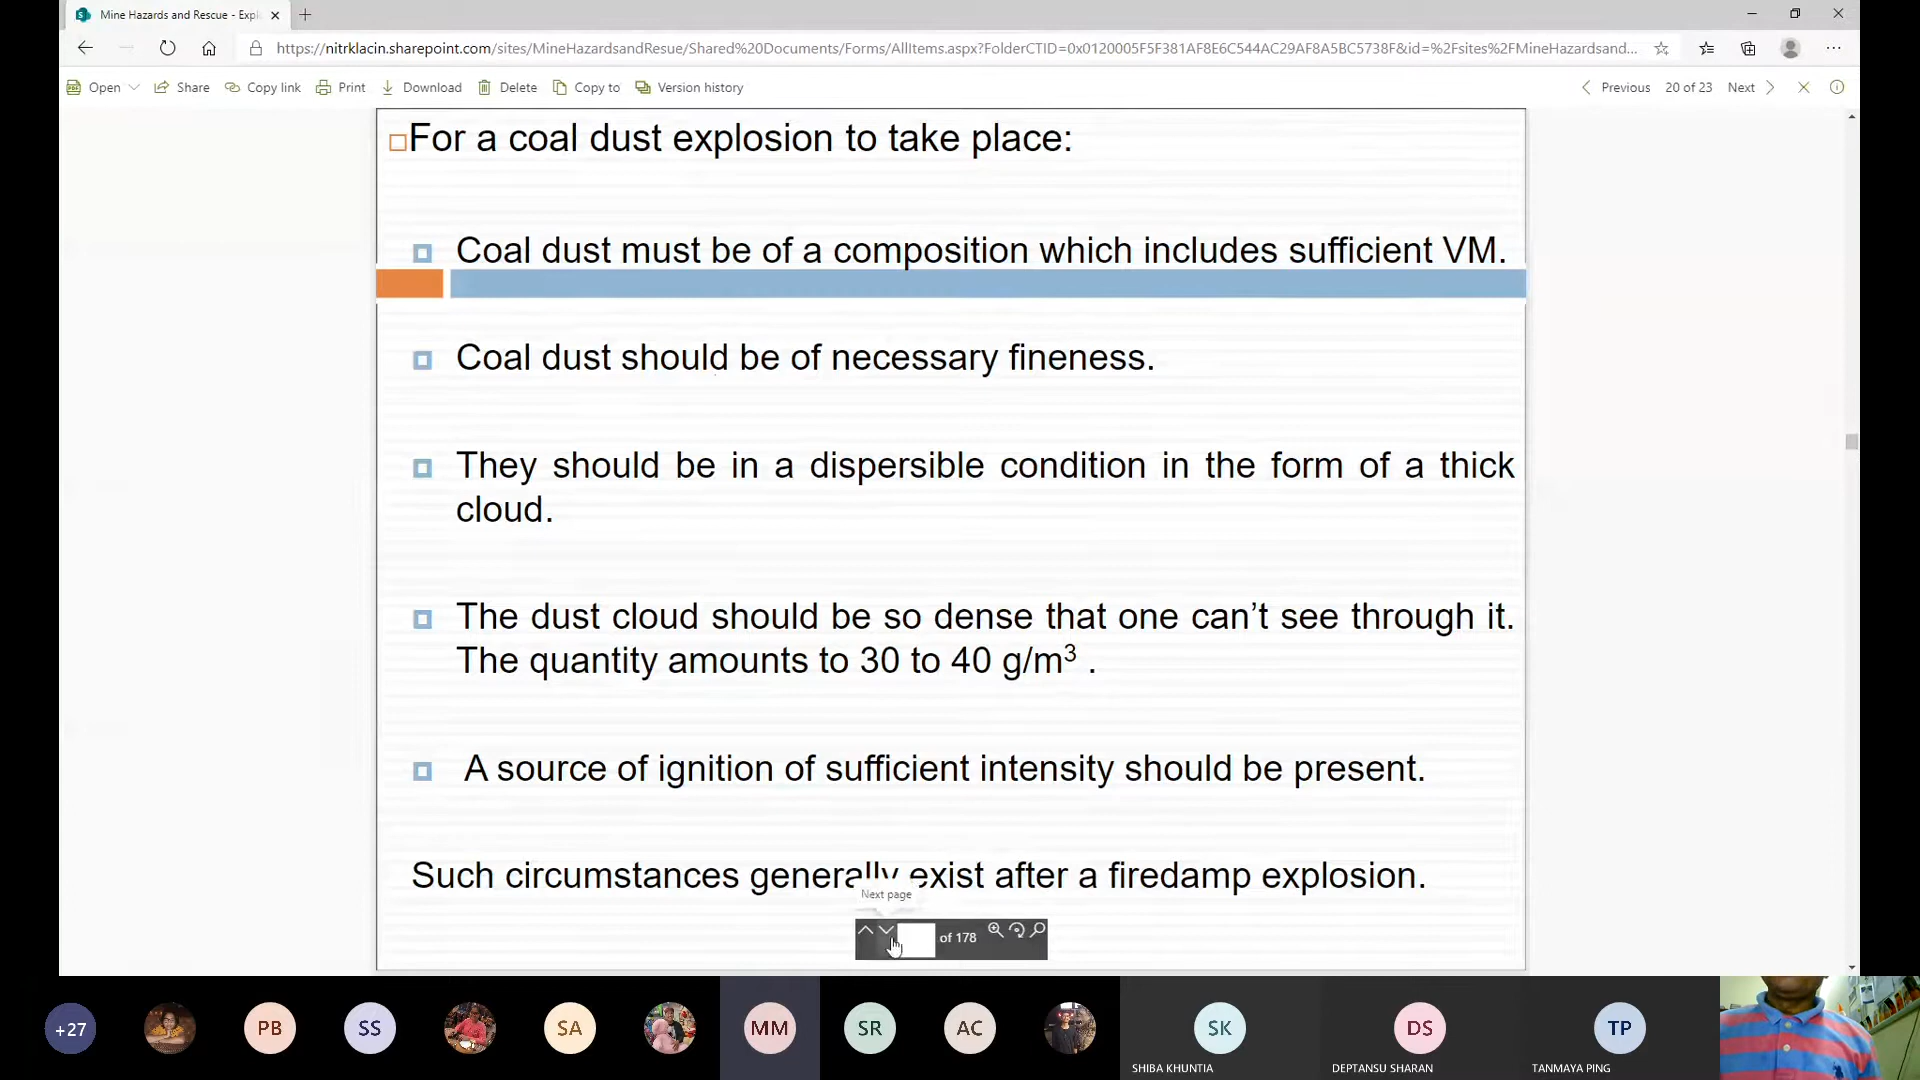 Mine Hazards and Rescue - Expl
https://nitrklacin.sharepoint.com/sites/MineHazardsandResue/Shared%20Documents/Forms/AllItems.aspx?FolderCTID=0x0120005F5F381AF8E6C544AC29AF8A5BC5738F&id=%2Fsites%2FMineHazardsand...
Open Share Copy link Print Download Delete Copy to Version history Previous 20 of 23 Next
For a coal dust explosion to take place:
Coal dust must be of a composition which includes sufficient VM.
Coal dust should be of necessary fineness.
They should be in a dispersible condition in the form of a thick
cloud.
The dust cloud should be so dense that one can't see through it.
The quantity amounts to 30 to 40 g/m³ .
A source of ignition of sufficient intensity should be present.
Such circumstances generally exist after a firedamp explosion.
Next page
of 178
+27 PB SS SA MM SR AC SK DS TP
SHIBA KHUNTIA DEPTANSU SHARAN TANMAYA PING